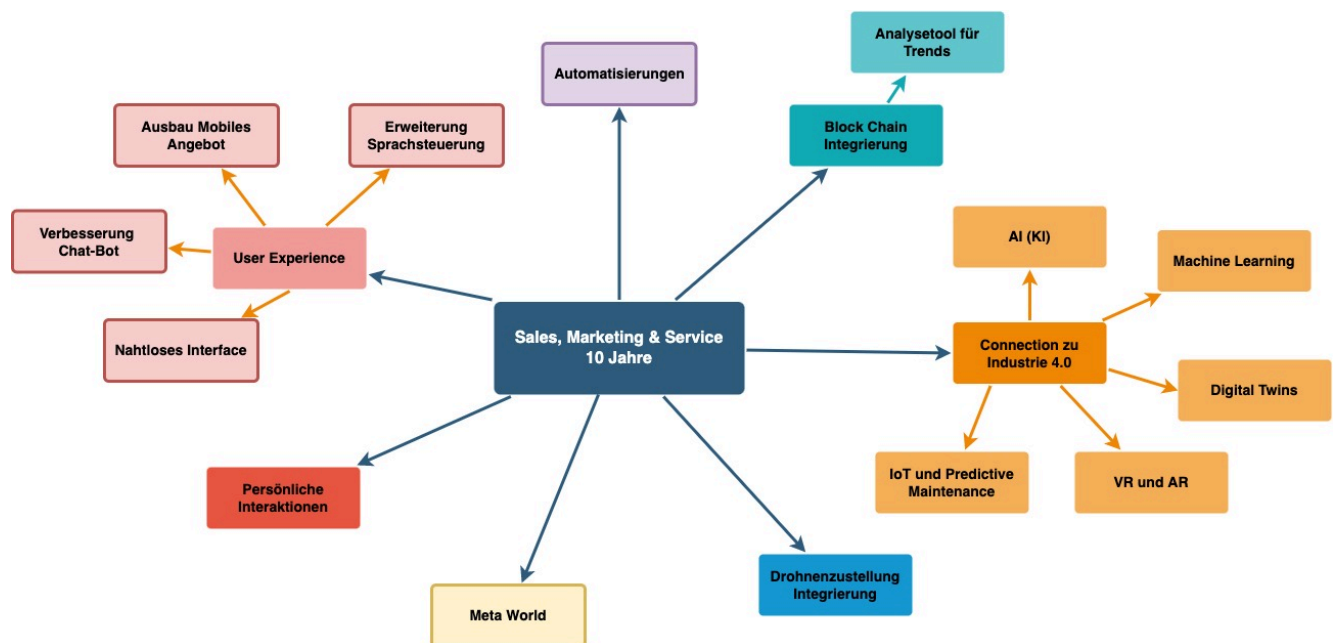 Analysetool für
Trends
Automatisierungen
Ausbau Mobiles
Angebot
Erweiterung
Sprachsteuerung
Block Chain
Integrierung
Verbesserung
Chat-Bot
User Experience
AI (KI)
Machine Learning
Nahtloses Interface
Sales, Marketing & Service
10 Jahre
Connection zu
Industrie 4.0
Digital Twins
Persönliche
Interaktionen
IoT und Predictive
Maintenance
VR und AR
Drohnenzustellung
Integrierung
Meta World